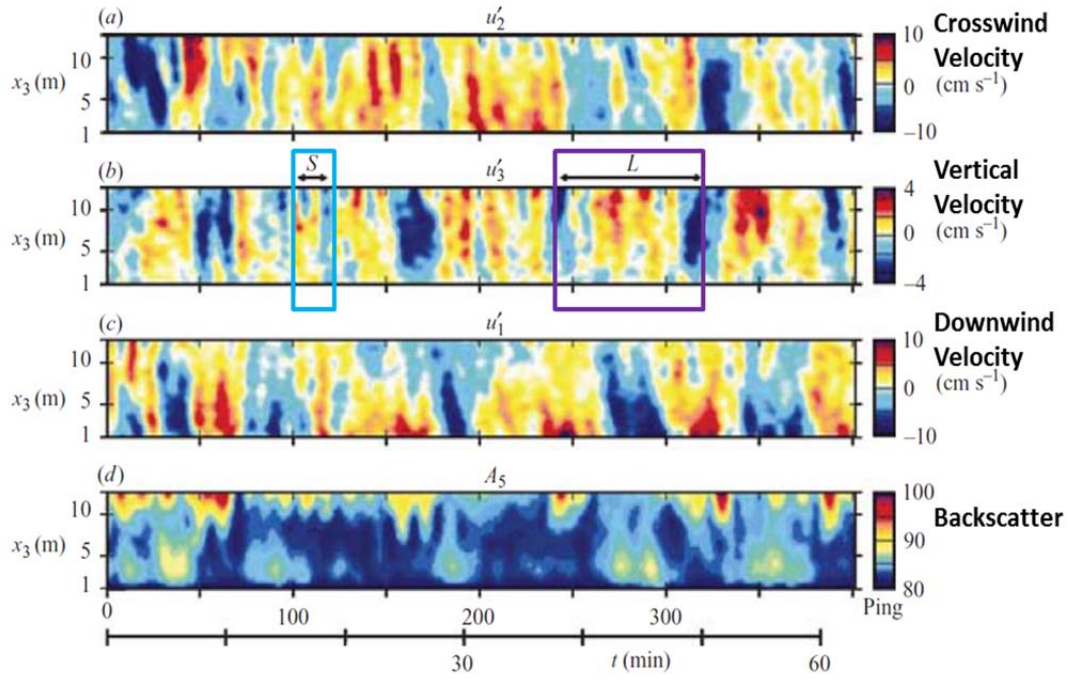 (a) u′2 10 Crosswind
10 Velocity
x3 (m) 0 (cm s−1)
5
1 −10
(b) S u′3 L 4 Vertical
10 Velocity
x3 (m) 0 (cm s−1)
5
1 −4
(c) u′1 10 Downwind
10 Velocity
x3 (m) 0 (cm s−1)
5
1 −10
(d) A5 100 Backscatter
10
x3 (m) 90
5
1 80
0 100 200 300 Ping
30 t (min) 60